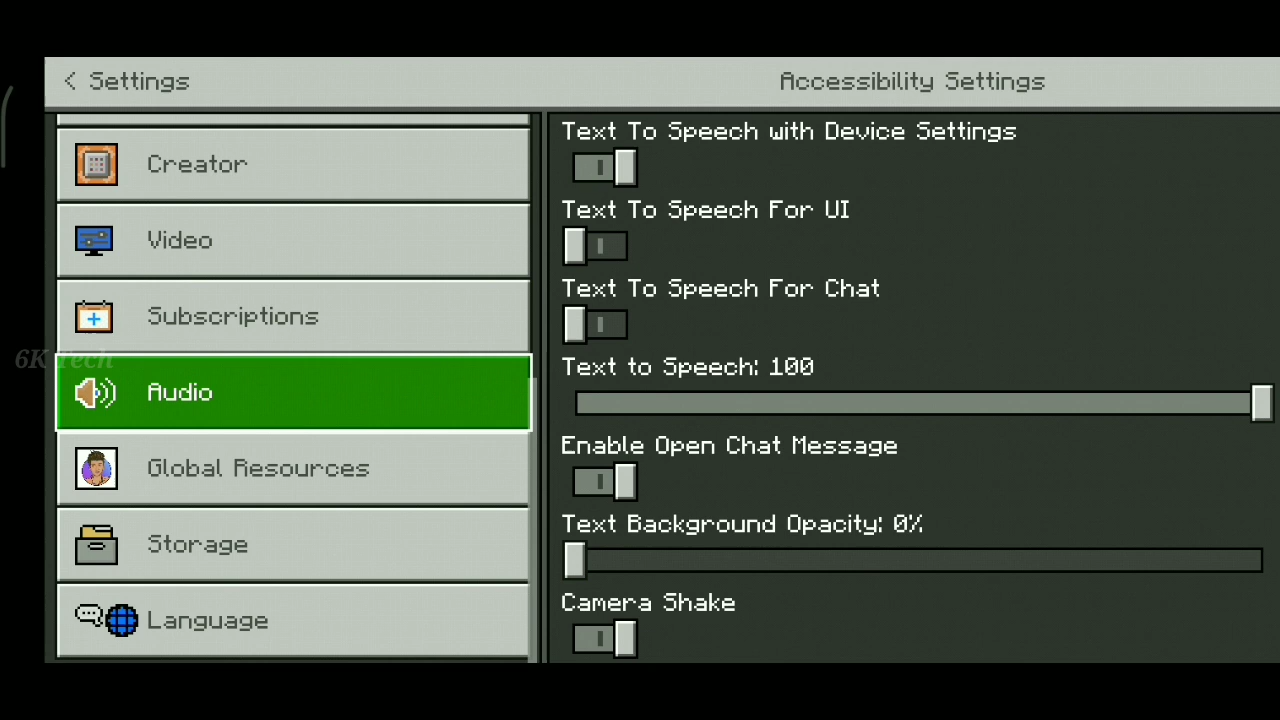 Settings
Accessibility Settings
Creator
Video
Subscriptions
Audio
Global Resources
Storage
Language
6K Tech
Text To Speech with Device Settings
Text To Speech For UI
Text To Speech For Chat
Text to Speech: 100
Enable Open Chat Message
Text Background Opacity: 0%
Camera Shake